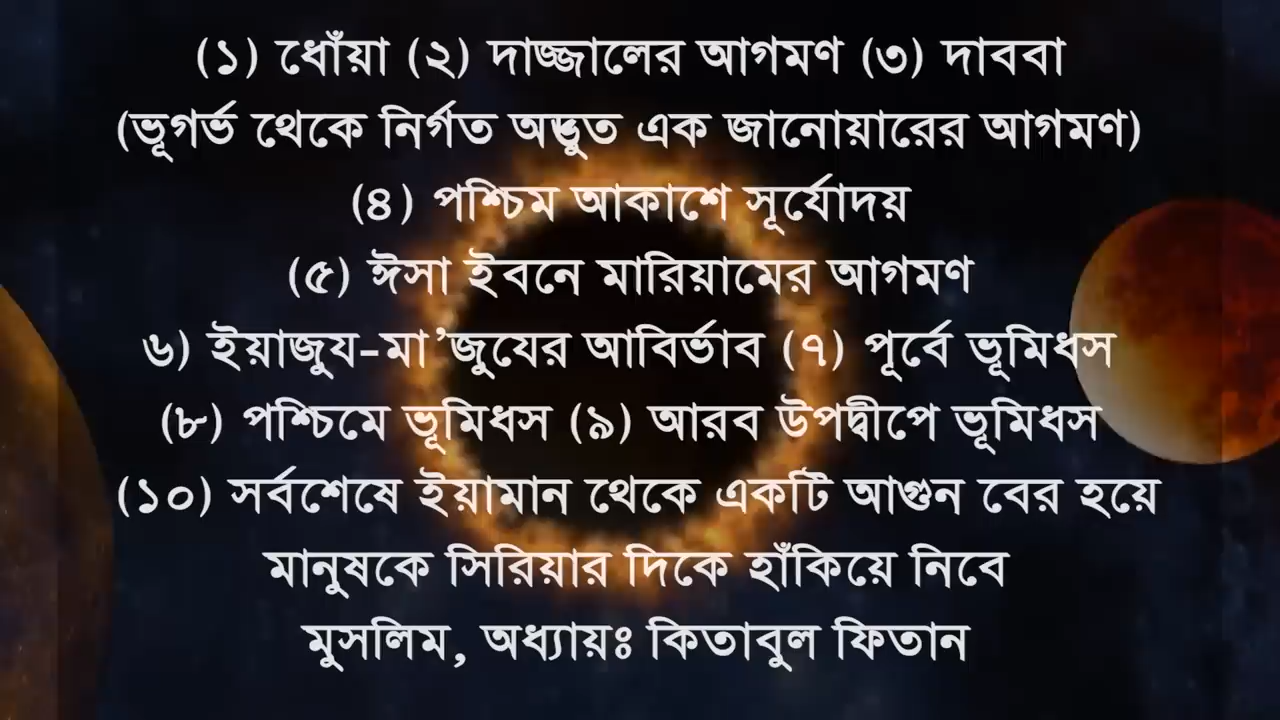 (১) ধোঁয়া (২) দাজ্জালের আগমণ (৩) দাববা
(ভূগর্ভ থেকে নির্গত অদ্ভুত এক জানোয়ারের আগমণ)
(৪) পশ্চিম আকাশে সূর্যোদয়
(৫) ঈসা ইবনে মারিয়ামের আগমণ
৬) ইয়াজুয-মা'জুযের আবির্ভাব (৭) পূর্বে ভূমিধস
(৮) পশ্চিমে ভূমিধস (৯) আরব উপদ্বীপে ভূমিধস
(১০) সর্বশেষে ইয়ামান থেকে একটি আগুন বের হয়ে
মানুষকে সিরিয়ার দিকে হাঁকিয়ে নিবে
মুসলিম, অধ্যায়ঃ কিতাবুল ফিতান